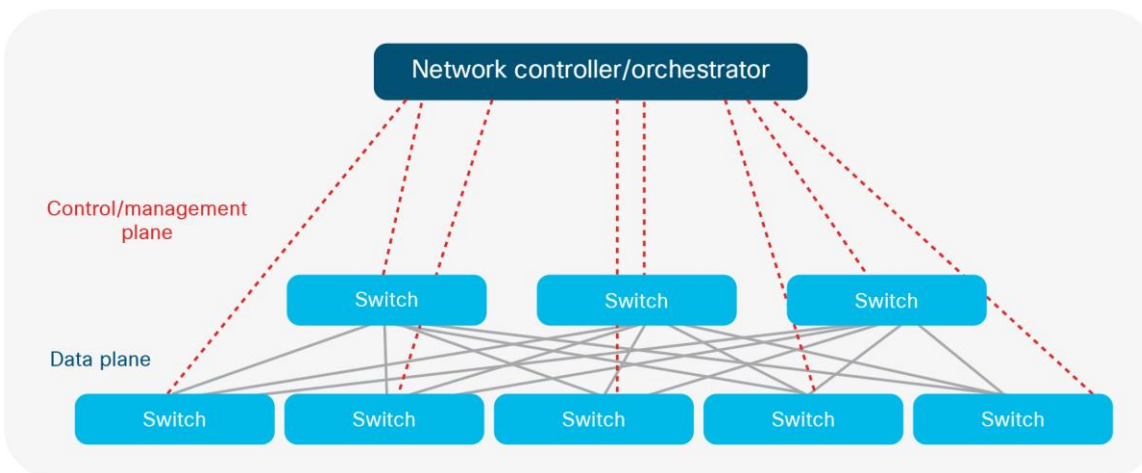 Network controller/orchestrator
Control/management
plane
Switch
Switch
Switch
Data plane
Switch
Switch
Switch
Switch
Switch